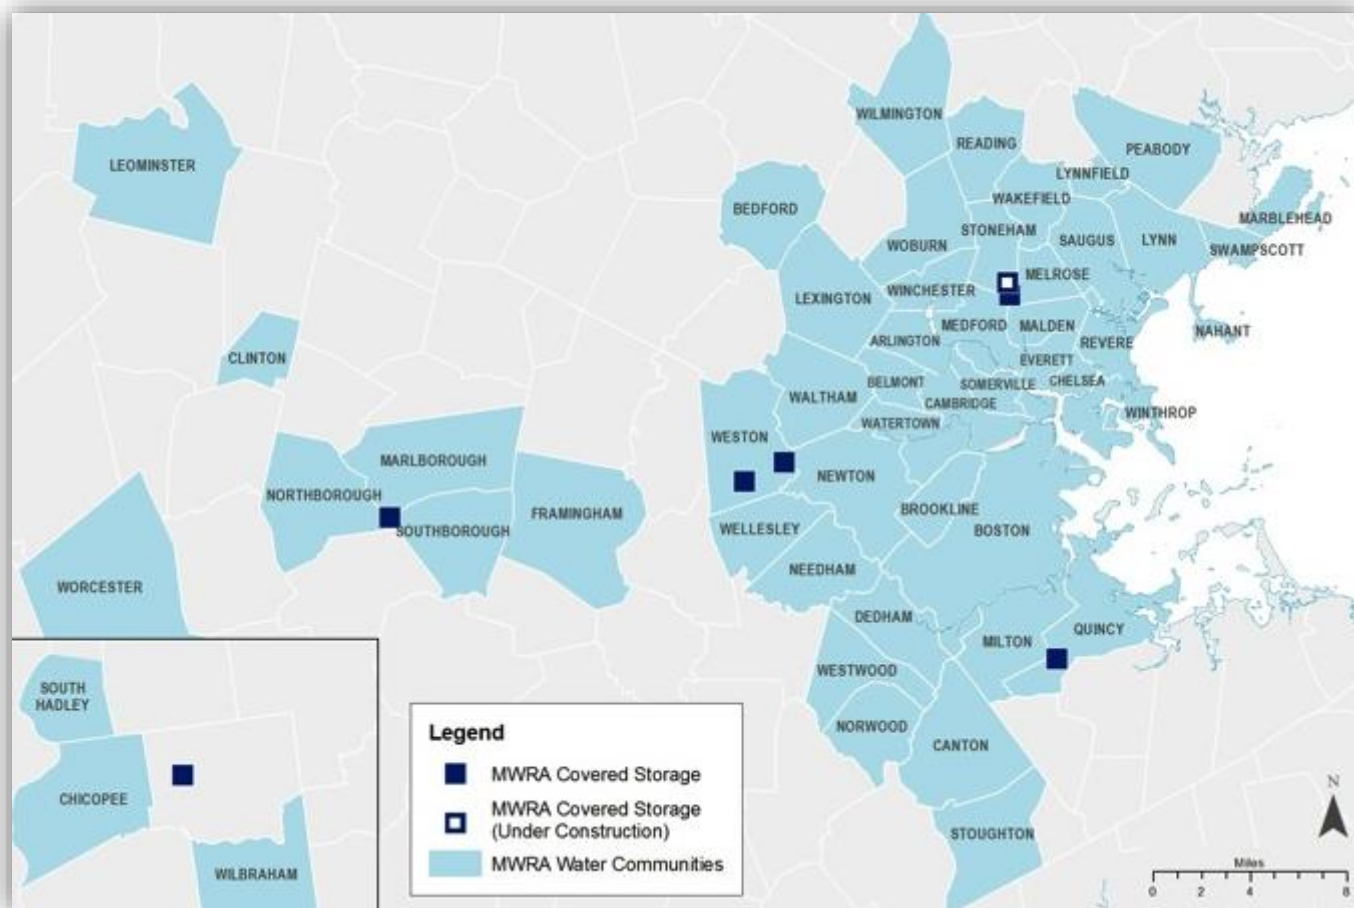 WILMINGTON
READING
PEABODY
LEOMINSTER
LYNNFIELD
WAKEFIELD
BEDFORD
MARBLEHEAD
STONEHAM
SAUGUS
LYNN
WOBURN
SWAMPSCOTT
MELROSE
WINCHESTER
LEXINGTON
MEDFORD
MALDEN
NAHANT
ARLINGTON
REVERE
CLINTON
EVERETT
BELMONT
SOMERVILLE
CHELSEA
WALTHAM
CAMBRIDGE
WINTHROP
WATERTOWN
WESTON
MARLBOROUGH
NEWTON
NORTHBOROUGH
BROOKLINE
FRAMINGHAM
SOUTHBOROUGH
WELLESLEY
BOSTON
NEEDHAM
WORCESTER
DEDHAM
QUINCY
MILTON
WESTWOOD
SOUTH
HADLEY
NORWOOD
CANTON
CHICOPEE
STOUGHTON
WILBRAHAM
Legend
MWRA Covered Storage
MWRA Covered Storage
(Under Construction)
MWRA Water Communities
N
Miles
0 2 4 8